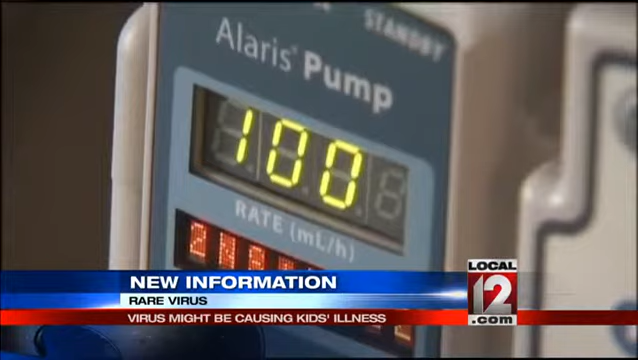 STANDBY
Alaris® Pump
100
RATE (mL/h)
NEW INFORMATION
RARE VIRUS
VIRUS MIGHT BE CAUSING KIDS' ILLNESS
LOCAL
12
.com